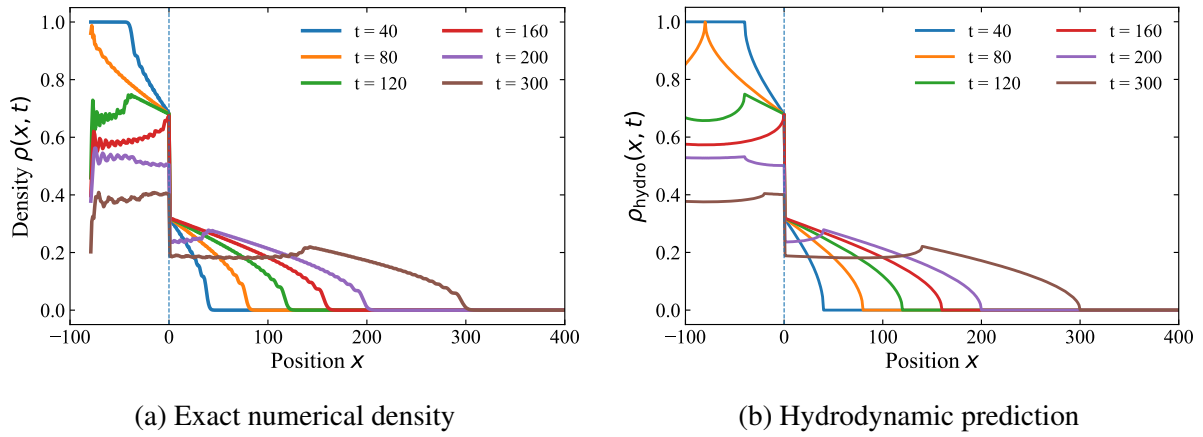 Density ρ(x, t)
1.0
0.8
0.6
0.4
0.2
0.0
t = 40
t = 80
t = 120
t = 160
t = 200
t = 300
−100
0
100
200
300
400
Position x
(a) Exact numerical density
ρhydro(x, t)
1.0
0.8
0.6
0.4
0.2
0.0
t = 40
t = 80
t = 120
t = 160
t = 200
t = 300
−100
0
100
200
300
400
Position x
(b) Hydrodynamic prediction